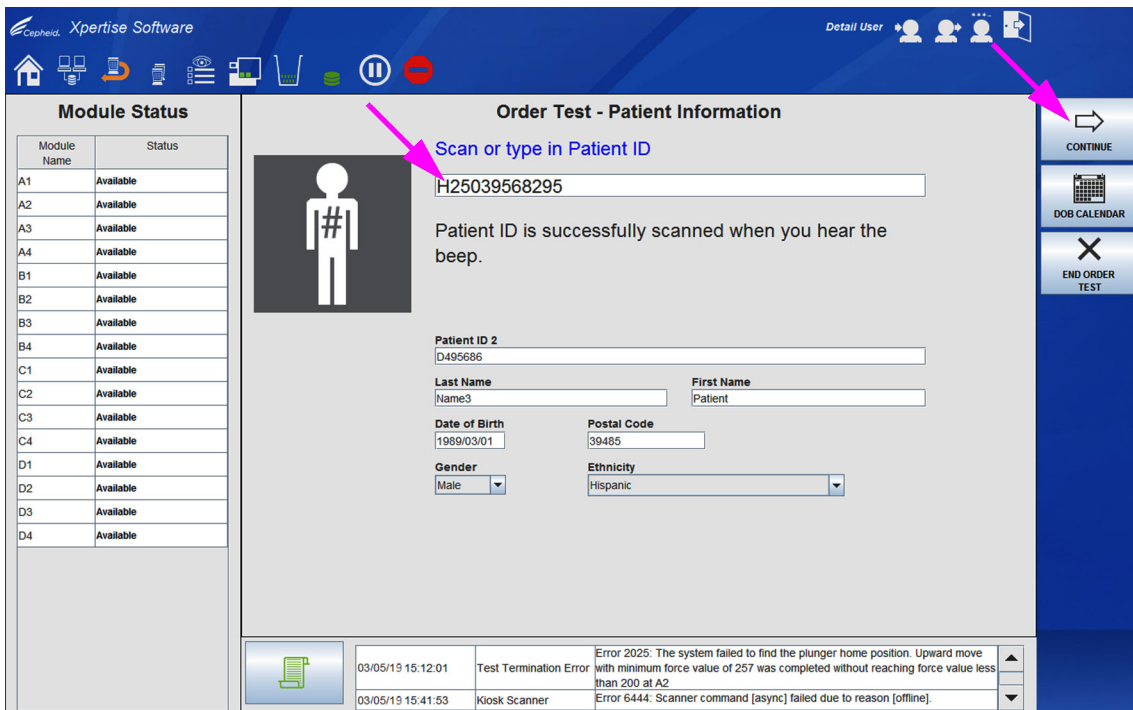 Cepheid. Xpertise Software
Detail User
Module Status
Module Name
Status
A1 Available
A2 Available
A3 Available
A4 Available
B1 Available
B2 Available
B3 Available
B4 Available
C1 Available
C2 Available
C3 Available
C4 Available
D1 Available
D2 Available
D3 Available
D4 Available
Order Test - Patient Information
Scan or type in Patient ID
#
H25039568295
Patient ID is successfully scanned when you hear the
beep.
Patient ID 2
D495686
Last Name First Name
Name3 Patient
Date of Birth Postal Code
1989/03/01 39485
Gender Ethnicity
Male Hispanic
CONTINUE
DOB CALENDAR
END ORDER
TEST
03/05/19 15:12:01 Test Termination Error Error 2025: The system failed to find the plunger home position. Upward move
with minimum force value of 257 was completed without reaching force value less
than 200 at A2
03/05/19 15:41:53 Kiosk Scanner Error 6444: Scanner command [async] failed due to reason [offline].